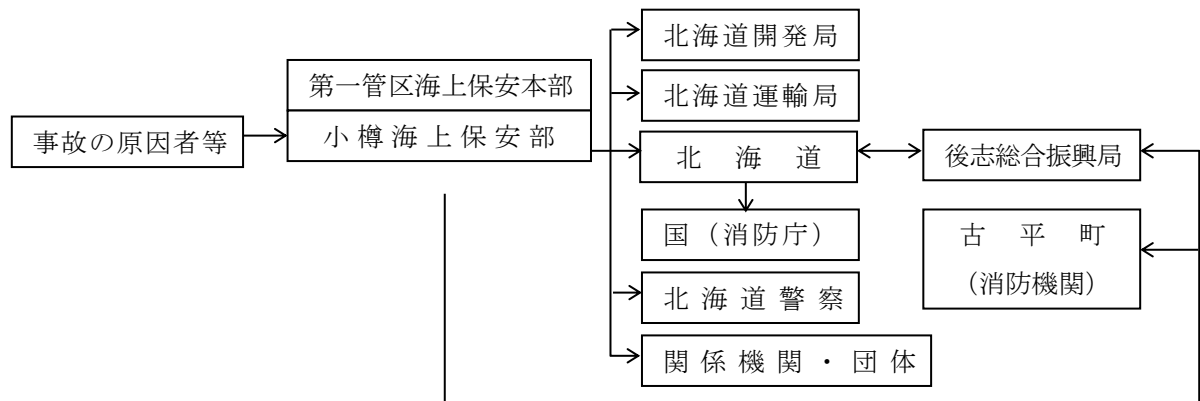 事故の原因者等
第一管区海上保安本部
小樽海上保安部
北海道開発局
北海道運輸局
北海道
国（消防庁）
北海道警察
関係機関・団体
後志総合振興局
古平町
（消防機関）